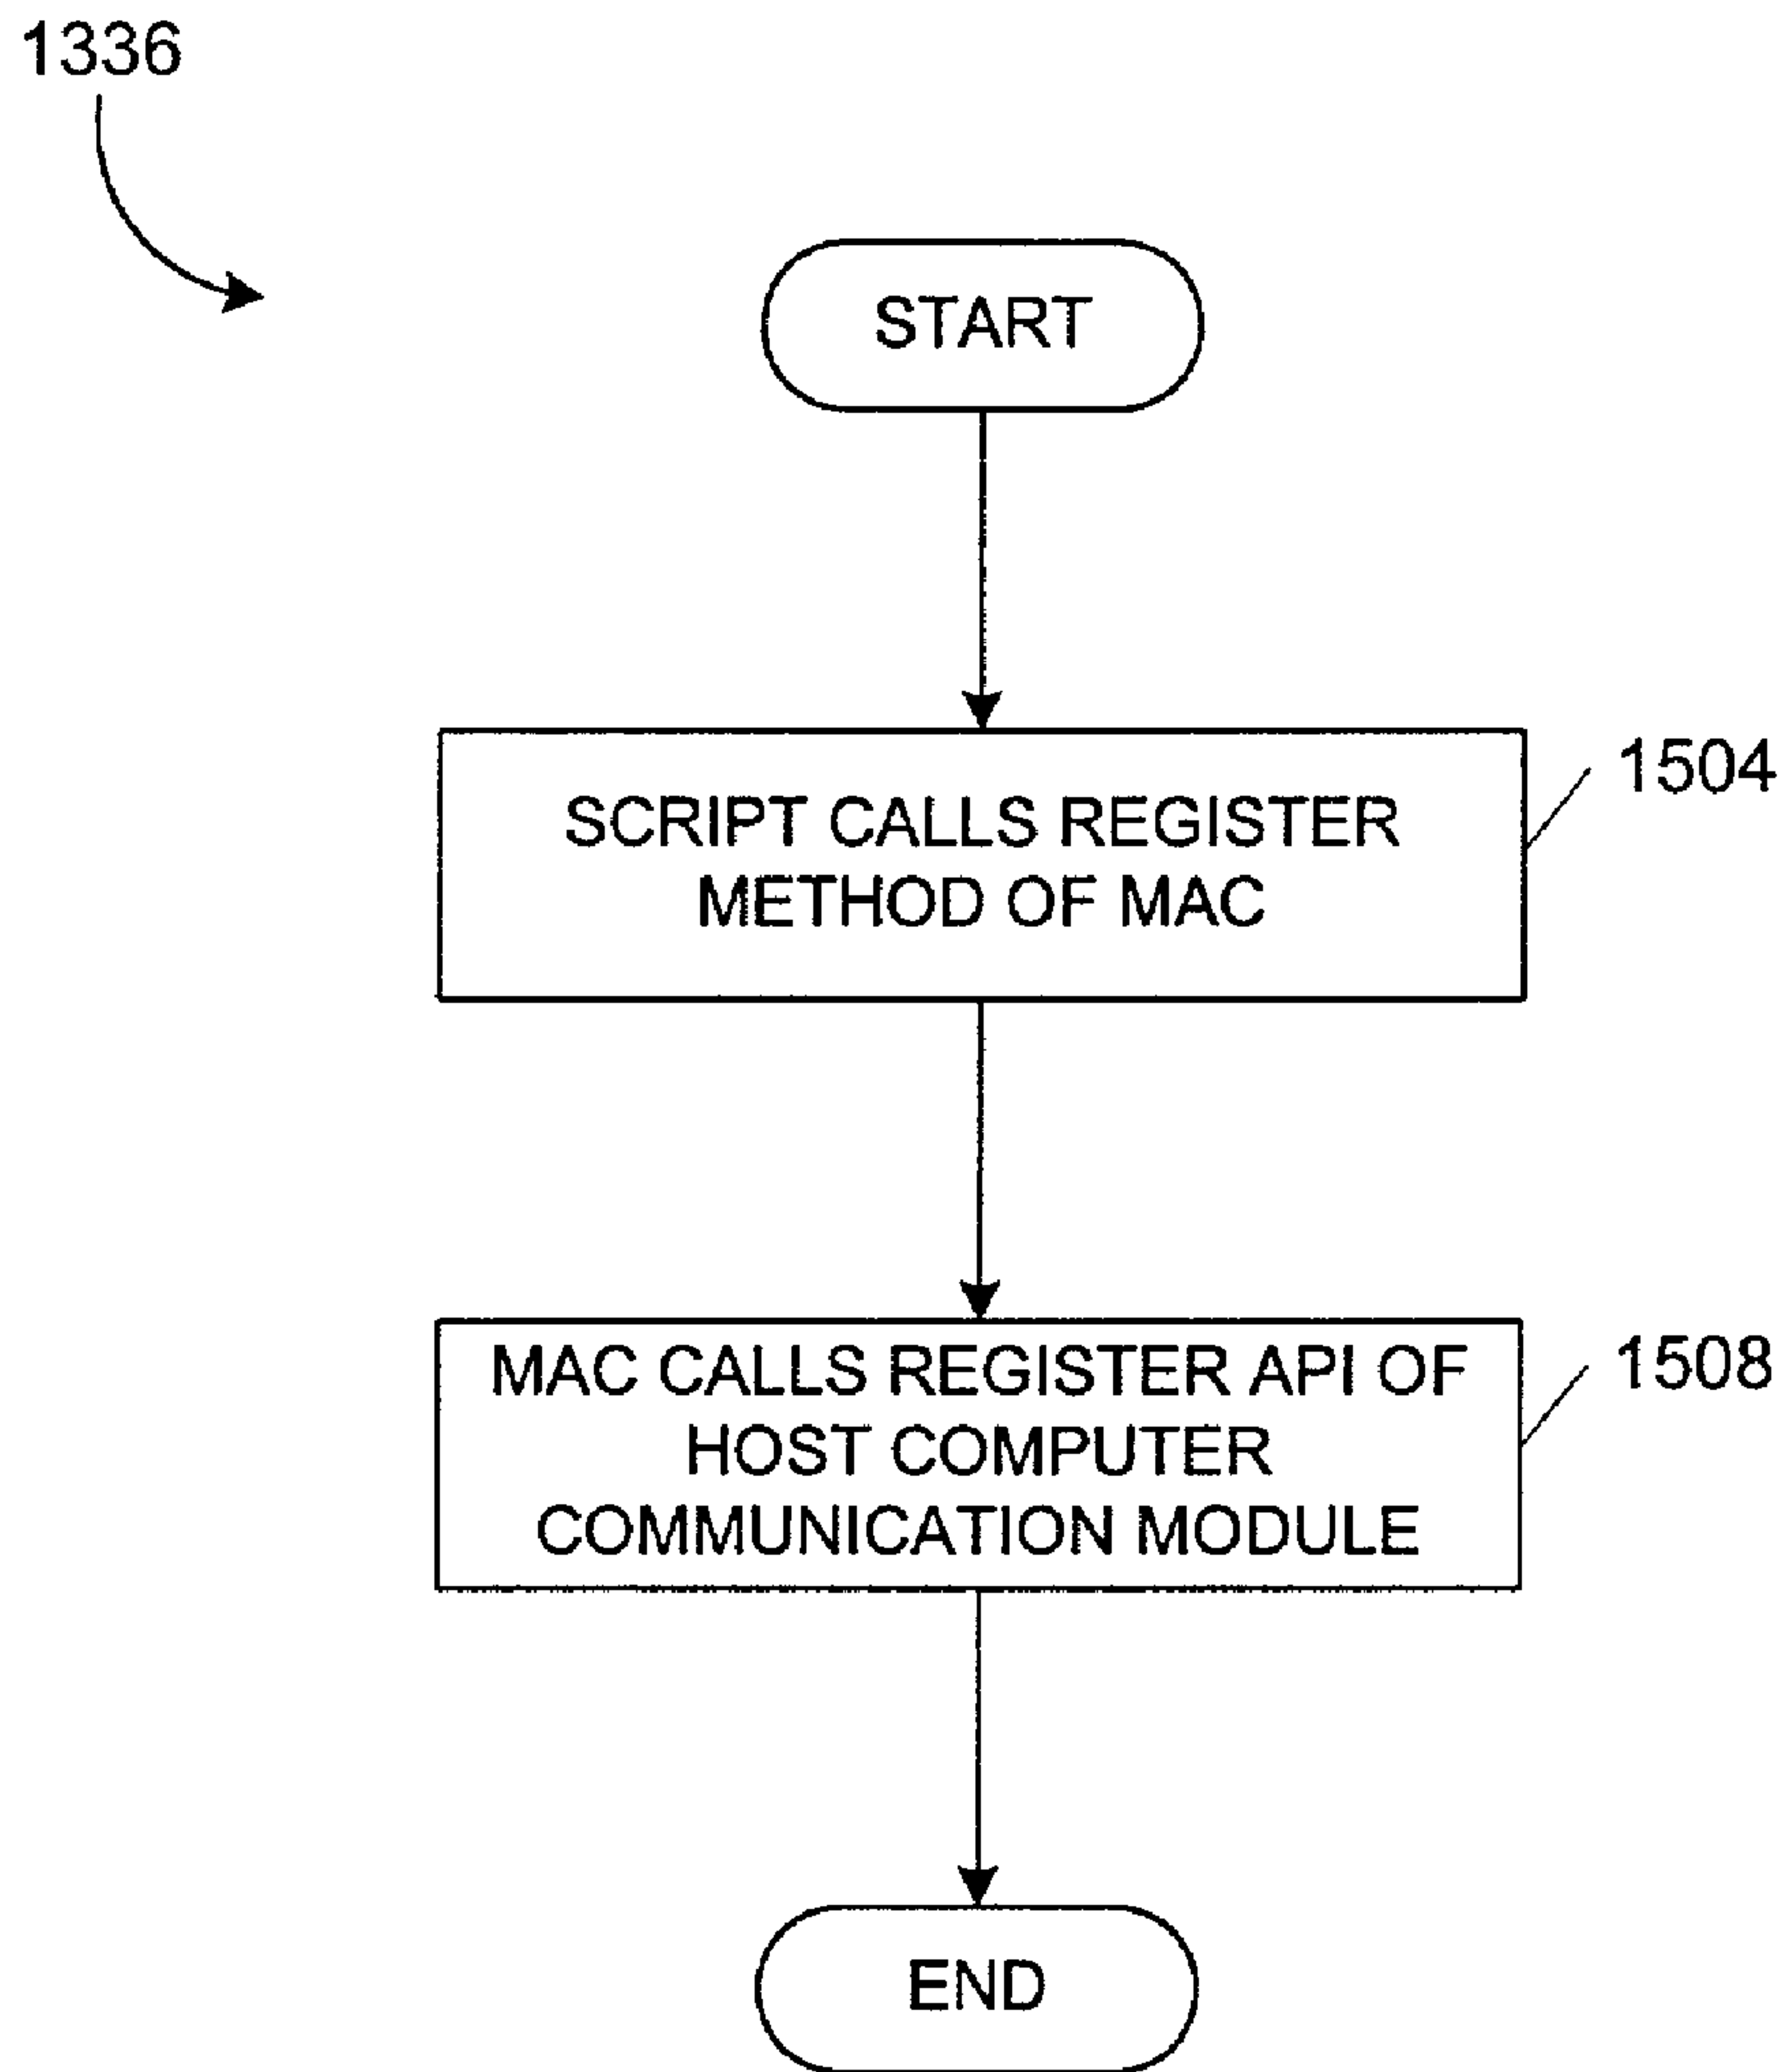 1336
START
SCRIPT CALLS REGISTER
METHOD OF MAC
1504
MAC CALLS REGISTER API OF
HOST COMPUTER
COMMUNICATION MODULE
1508
END